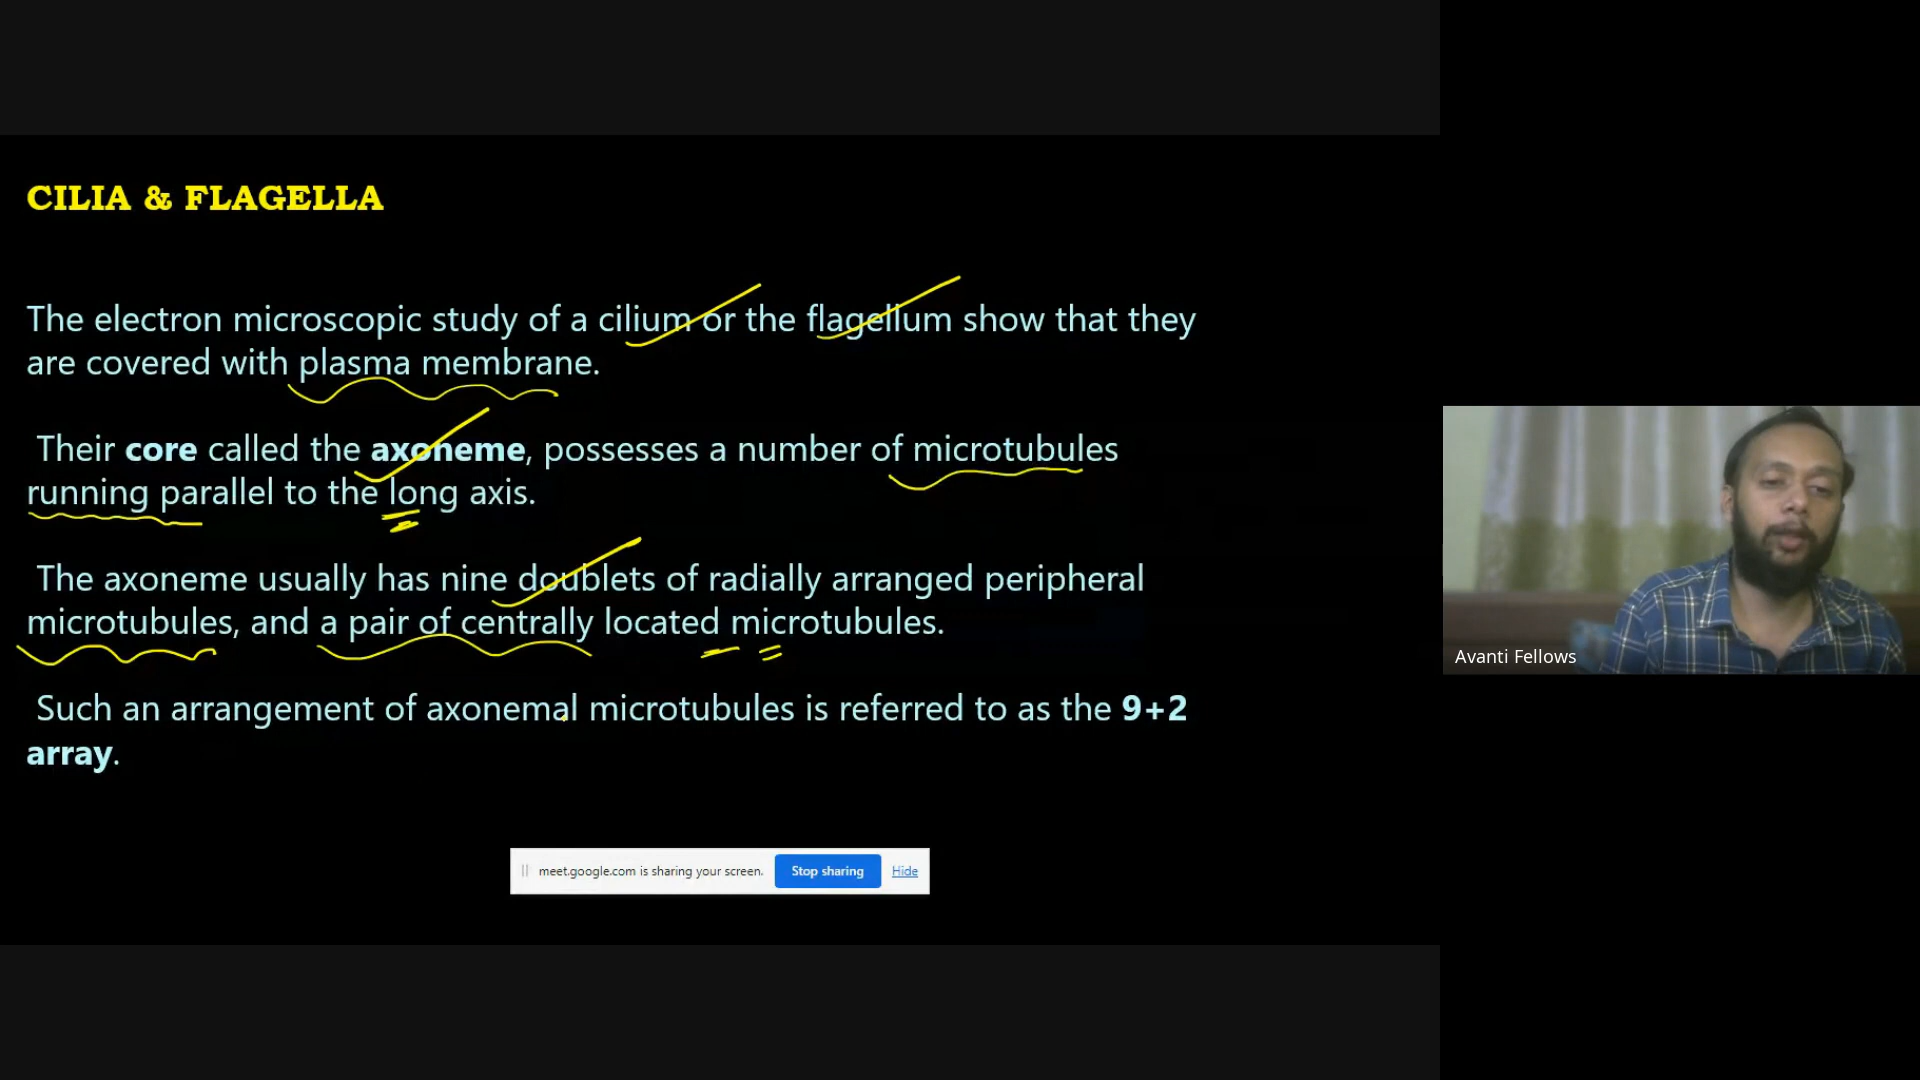 CILIA & FLAGELLA
The electron microscopic study of a cilium or the flagellum show that they
are covered with plasma membrane.
Their core called the axoneme, possesses a number of microtubules
running parallel to the long axis.
The axoneme usually has nine doublets of radially arranged peripheral
microtubules, and a pair of centrally located microtubules.
Such an arrangement of axonemal microtubules is referred to as the 9+2
array.
meet.google.com is sharing your screen. Stop sharing Hide
Avanti Fellows